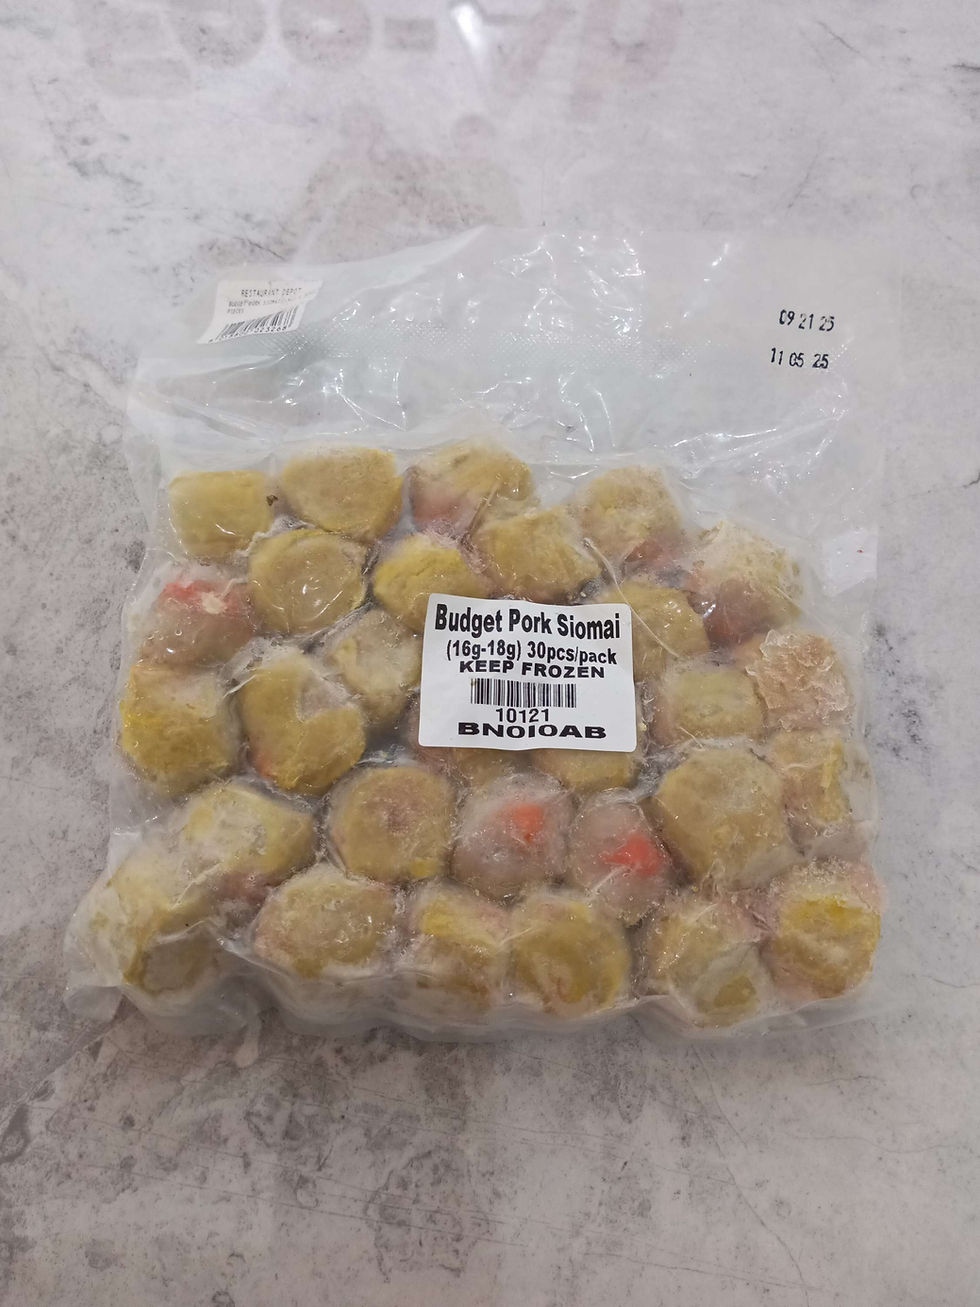 RESTAURANT DEPOT
09 21 25
11 05 25
Budget Pork Siomai
(16g-18g) 30pcs/pack
KEEP FROZEN
10121
BNOIOAB